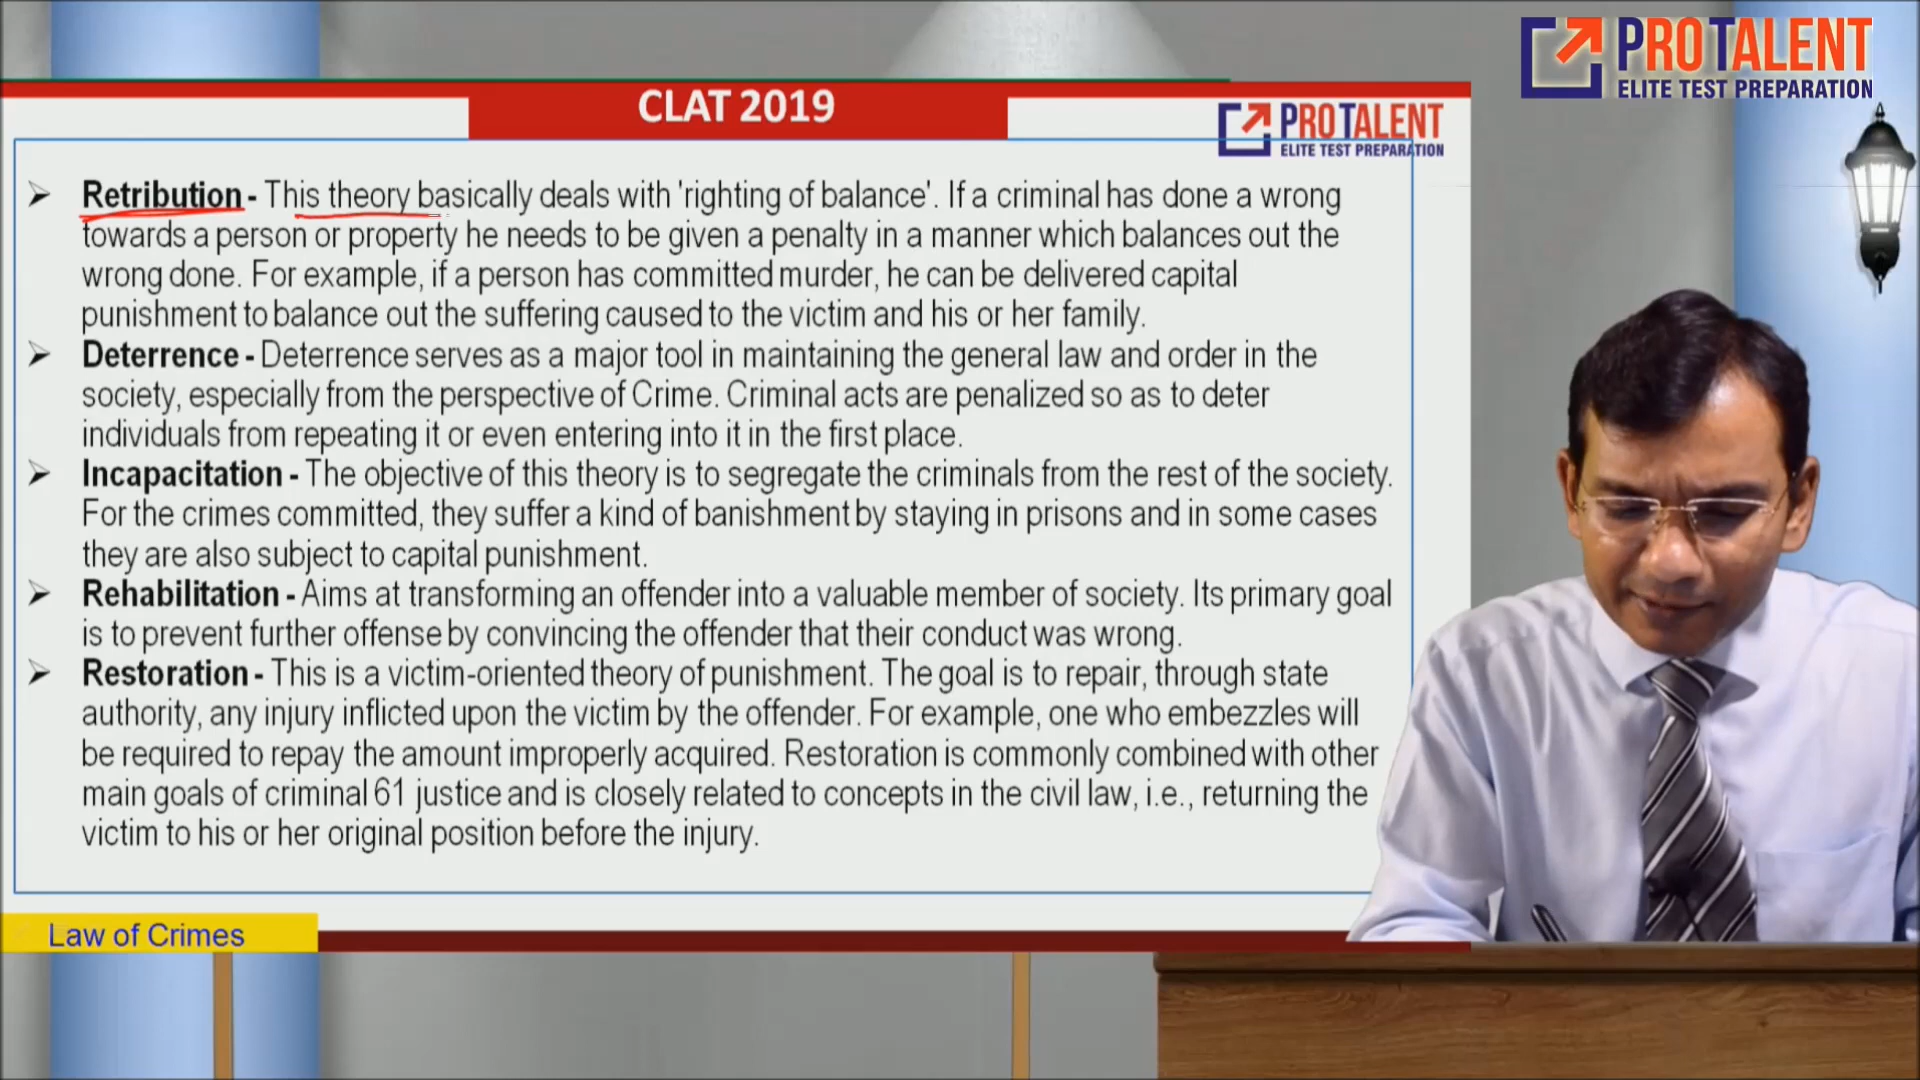 PROTALENT
ELITE TEST PREPARATION
CLAT 2019
PROTALENT
ELITE TEST PREPARATION
➢ Retribution - This theory basically deals with 'righting of balance'. If a criminal has done a wrong
towards a person or property he needs to be given a penalty in a manner which balances out the
wrong done. For example, if a person has committed murder, he can be delivered capital
punishment to balance out the suffering caused to the victim and his or her family.
➢ Deterrence - Deterrence serves as a major tool in maintaining the general law and order in the
society, especially from the perspective of Crime. Criminal acts are penalized so as to deter
individuals from repeating it or even entering into it in the first place.
➢ Incapacitation - The objective of this theory is to segregate the criminals from the rest of the society.
For the crimes committed, they suffer a kind of banishment by staying in prisons and in some cases
they are also subject to capital punishment.
➢ Rehabilitation - Aims at transforming an offender into a valuable member of society. Its primary goal
is to prevent further offense by convincing the offender that their conduct was wrong.
➢ Restoration - This is a victim-oriented theory of punishment. The goal is to repair, through state
authority, any injury inflicted upon the victim by the offender. For example, one who embezzles will
be required to repay the amount improperly acquired. Restoration is commonly combined with other
main goals of criminal 61 justice and is closely related to concepts in the civil law, i.e., returning the
victim to his or her original position before the injury.
Law of Crimes